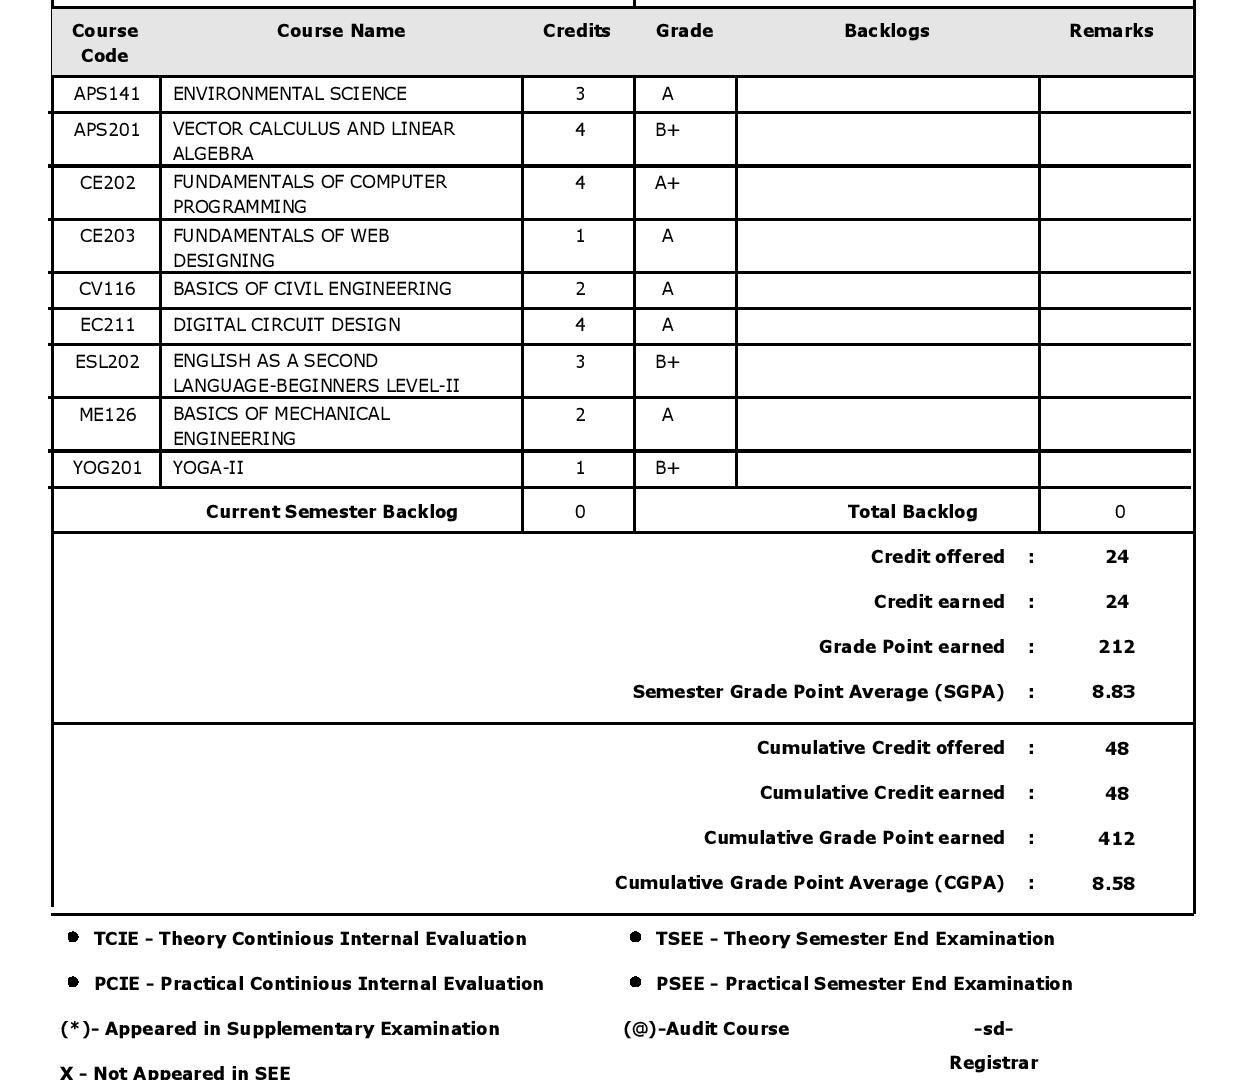 Course Course Name Credits Grade Backlogs Remarks
Code
APS141 ENVIRONMENTAL SCIENCE 3 A
APS201 VECTOR CALCULUS AND LINEAR 4 B+
ALGEBRA
CE202 FUNDAMENTALS OF COMPUTER 4 A+
PROGRAMMING
CE203 FUNDAMENTALS OF WEB 1 A
DESIGNING
CV116 BASICS OF CIVIL ENGINEERING 2 A
EC211 DIGITAL CIRCUIT DESIGN 4 A
ESL202 ENGLISH AS A SECOND 3 B+
LANGUAGE-BEGINNERS LEVEL-II
ME126 BASICS OF MECHANICAL 2 A
ENGINEERING
YOG201 YOGA-II 1 B+
Current Semester Backlog 0 Total Backlog 0
Credit offered : 24
Credit earned : 24
Grade Point earned : 212
Semester Grade Point Average (SGPA) : 8.83
Cumulative Credit offered : 48
Cumulative Credit earned : 48
Cumulative Grade Point earned : 412
Cumulative Grade Point Average (CGPA) : 8.58
● TCIE - Theory Continious Internal Evaluation ● TSEE - Theory Semester End Examination
● PCIE - Practical Continious Internal Evaluation ● PSEE - Practical Semester End Examination
(*)- Appeared in Supplementary Examination (@)-Audit Course -sd-
Registrar
X - Not Appeared in SEE